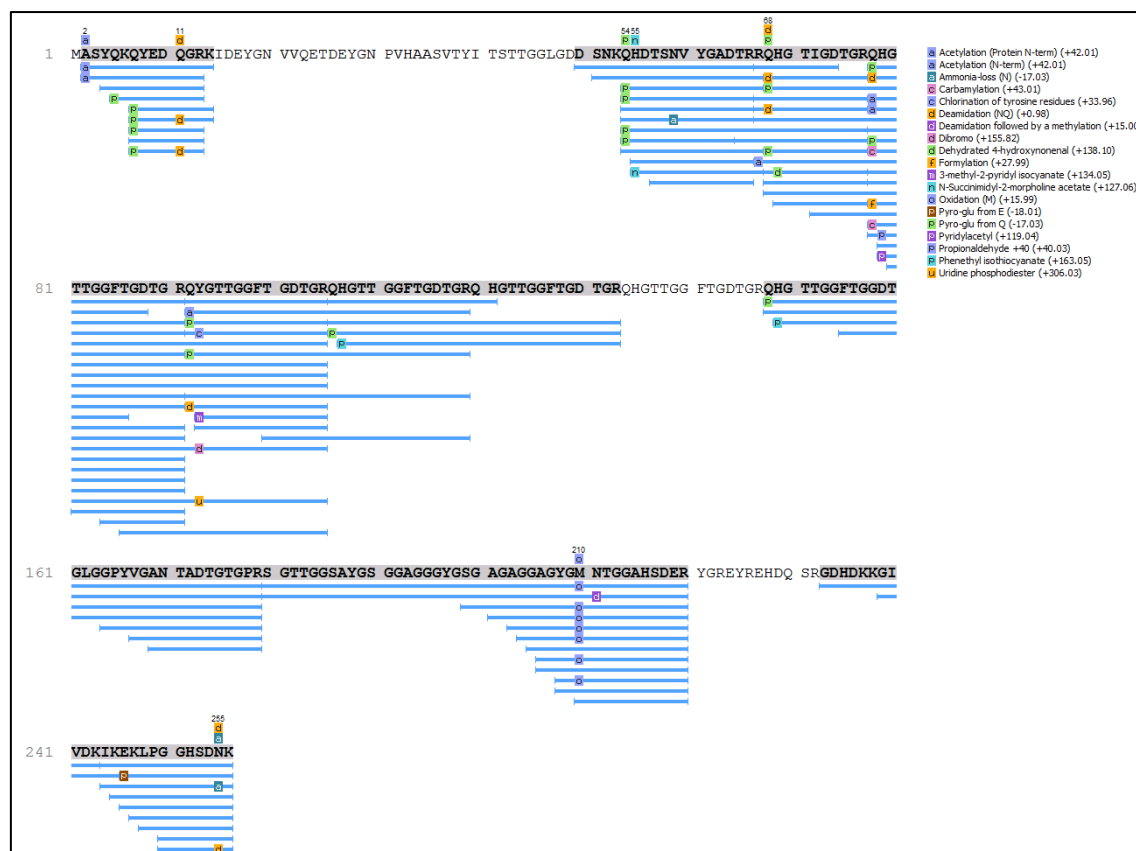 2 11 54 55 68
d
a d p n p
1 MASYQKQYED QGRKIDEYGN VVQETDEYGN PVHAASVTYI TSTTGGLGDD SNKQHDTSNV YGADTRRQHG TIGDTGRQHG
a p
a d d
p p
p p a
p d a
p d a
p p
p p
p d p c
a
n d
f
c
p
p
a Acetylation (Protein N-term) (+42.01)
a Acetylation (N-term) (+42.01)
a Ammonia-loss (N) (-17.03)
c Carbamylation (+43.01)
c Chlorination of tyrosine residues (+33.96)
d Deamidation (NQ) (+0.98)
d Deamidation followed by a methylation (+15.00
d Dibromo (+155.82)
d Dehydrated 4-hydroxynonenal (+138.10)
f Formylation (+27.99)
3-methyl-2-pyridyl isocyanate (+134.05)
n N-Succinimidyl-2-morpholine acetate (+127.06)
o Oxidation (M) (+15.99)
p Pyro-glu from E (-18.01)
p Pyro-glu from Q (-17.03)
p Pyridylacetyl (+119.04)
p Propionaldehyde +40 (+40.03)
p Phenethyl isothiocyanate (+163.05)
u Uridine phosphodiester (+306.03)
81 TTGGFTGDTG RQYGTTGGFT GDTGRQHGTT GGFTGDTGRQ HGTTGGFTGD TGRQHGTTGG FTGDTGRQHG TTGGFTGGDT
p
a
p p
c p
p
p
d
d
u
210
o
161 GLGGPYVGAN TADTGTGPRS GTTGGSAYGS GGAGGGYGSG AGAGGAGYGM NTGGAHSDER YGREYREHDQ SRGDHDKKGI
o
d
o
o
o
o
o
o
255
d
a
241 VDKIKEKLPG GHSDNK
p
a
d